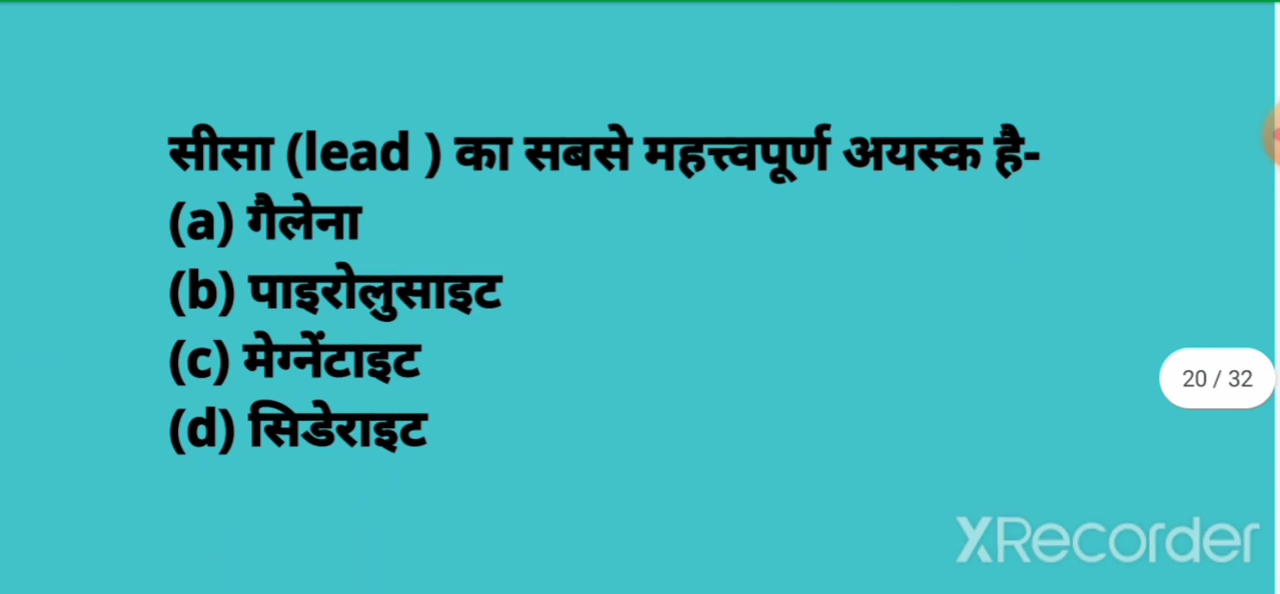 सीसा (lead ) का सबसे महत्त्वपूर्ण अयस्क है-
(a) गैलेना
(b) पाइरोलुसाइट
(c) मेग्नेंटाइट
(d) सिडेराइट
20 / 32
XRecorder